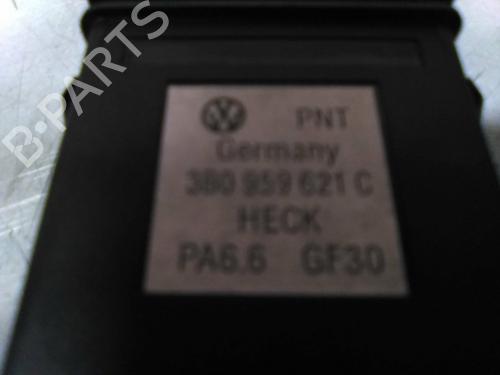 B-PARTS
PNT
Germany
3B0 959 621 C
HECK
PA6.6 GF30